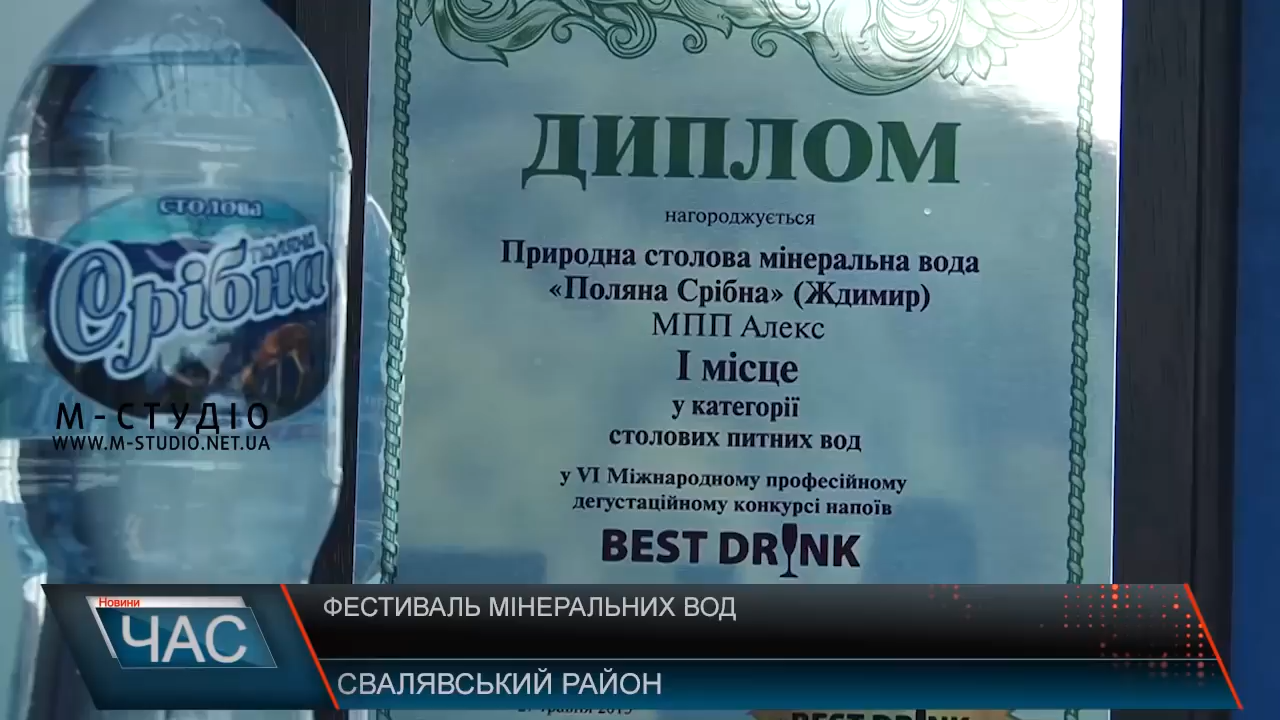 ДИПЛОМ
нагороджується
Природна столова мінеральна вода
«Поляна Срібна» (Ждимир)
МПП Алекс
І місце
у категорії
столових питних вод
у VI Міжнародному професійному
дегустаційному конкурсі напоїв
BEST DRINK
столова
Поляна
Срібна
М-СТУДІО
WWW.M-STUDIO.NET.UA
Новини
ЧАС
ФЕСТИВАЛЬ МІНЕРАЛЬНИХ ВОД
СВАЛЯВСЬКИЙ РАЙОН
BEST DRINK